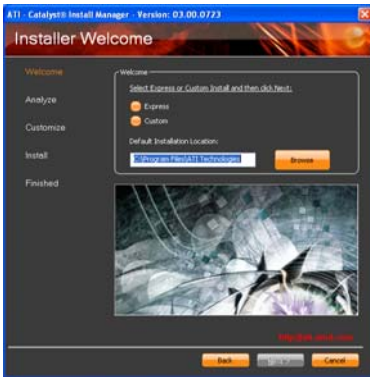 ATI - Catalyst® Install Manager - Version: 03.00.0723
Installer Welcome
Welcome
Analyze
Customize
Install
Finished
Welcome
Select Express or Custom Install and then click Next:
Express
Custom
Default Installation Location:
C:\Program Files\ATI Technologies
Browse
Back
Cancel